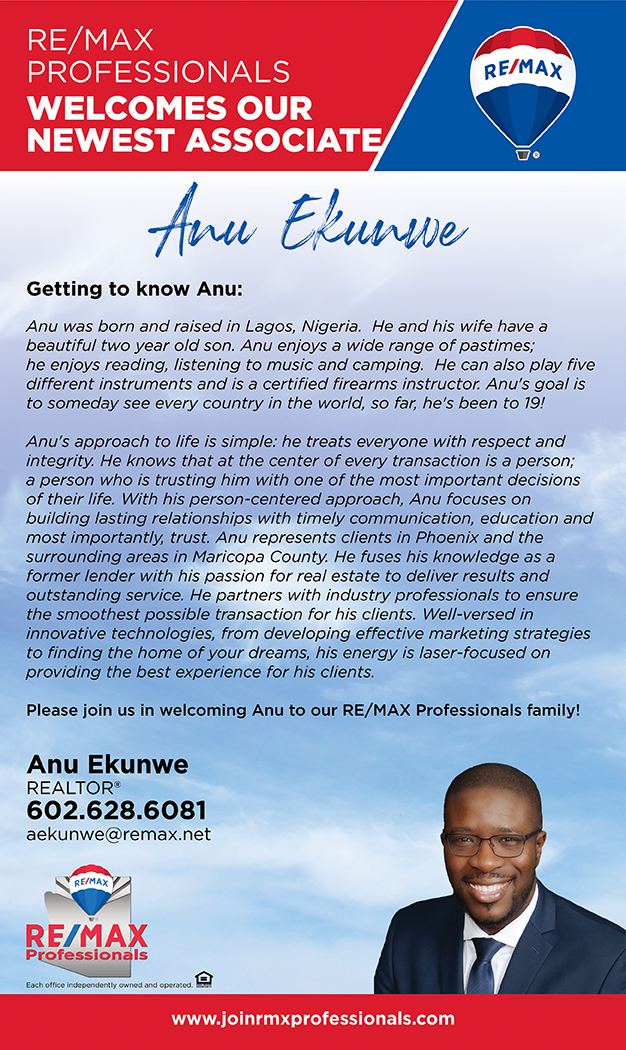 RE/MAX
PROFESSIONALS
WELCOMES OUR
NEWEST ASSOCIATE
RE/MAX
®
Anu Ekunwe
Getting to know Anu:
Anu was born and raised in Lagos, Nigeria.  He and his wife have a
beautiful two year old son. Anu enjoys a wide range of pastimes;
he enjoys reading, listening to music and camping.  He can also play five
different instruments and is a certified firearms instructor. Anu's goal is
to someday see every country in the world, so far, he's been to 19!
Anu's approach to life is simple: he treats everyone with respect and
integrity. He knows that at the center of every transaction is a person;
a person who is trusting him with one of the most important decisions
of their life. With his person-centered approach, Anu focuses on
building lasting relationships with timely communication, education and
most importantly, trust. Anu represents clients in Phoenix and the
surrounding areas in Maricopa County. He fuses his knowledge as a
former lender with his passion for real estate to deliver results and
outstanding service. He partners with industry professionals to ensure
the smoothest possible transaction for his clients. Well-versed in
innovative technologies, from developing effective marketing strategies
to finding the home of your dreams, his energy is laser-focused on
providing the best experience for his clients.
Please join us in welcoming Anu to our RE/MAX Professionals family!
Anu Ekunwe
REALTOR®
602.628.6081
aekunwe@remax.net
RE/MAX
RE/MAX
Professionals
Each office independently owned and operated.
www.joinrmxprofessionals.com